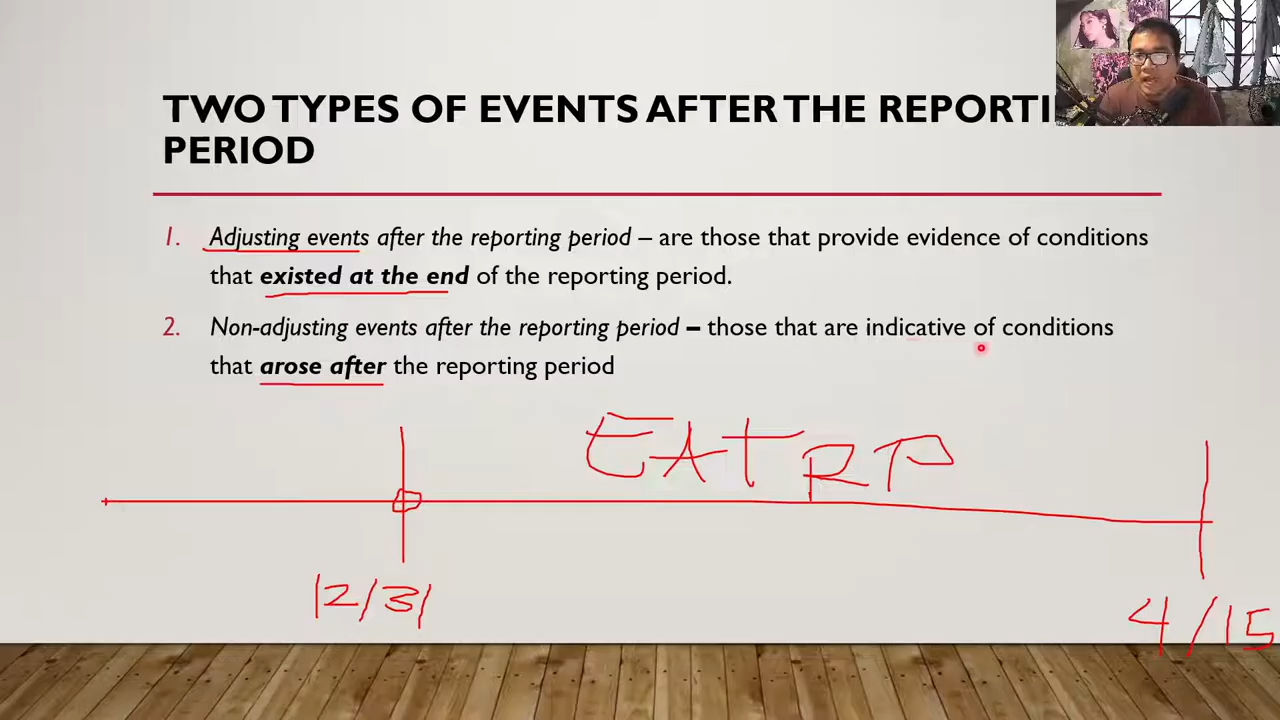 TWO TYPES OF EVENTS AFTER THE REPORTI
PERIOD
1. Adjusting events after the reporting period – are those that provide evidence of conditions
that existed at the end of the reporting period.
2. Non-adjusting events after the reporting period – those that are indicative of conditions
that arose after the reporting period
EATRP
12/31
4/15